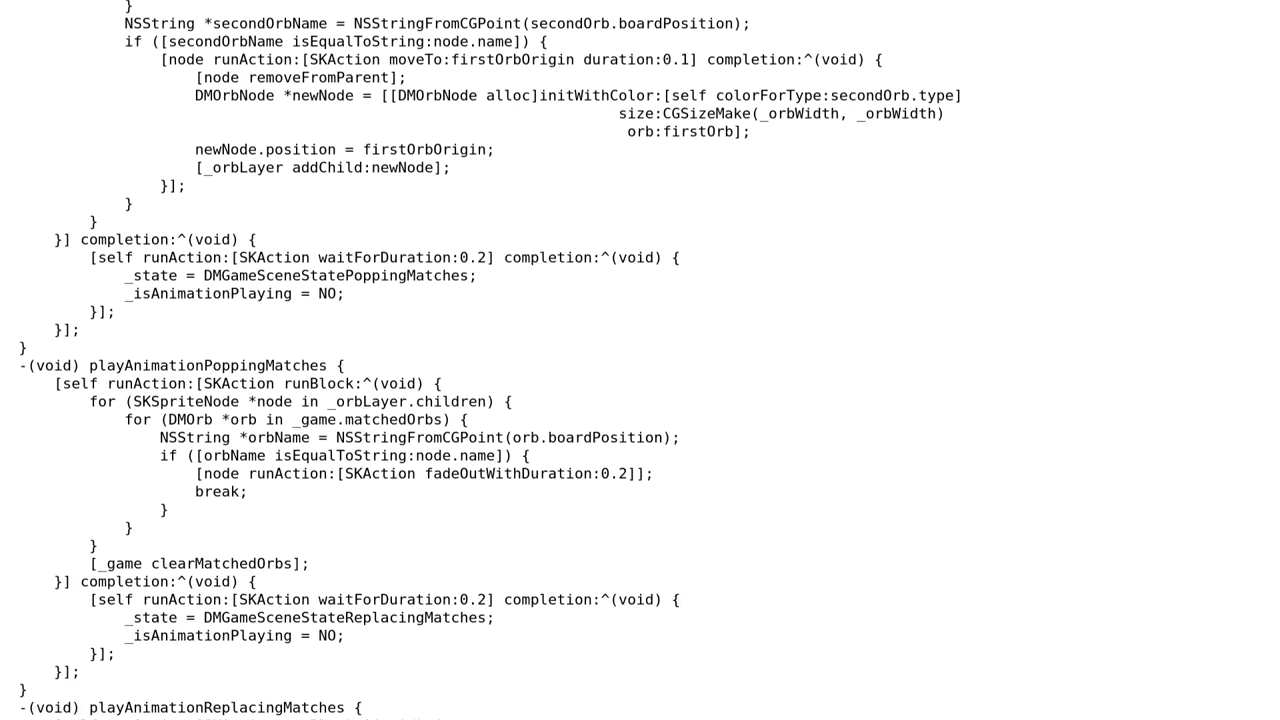 }
NSString *secondOrbName = NSStringFromCGPoint(secondOrb.boardPosition);
if ([secondOrbName isEqualToString:node.name]) {
[node runAction:[SKAction moveTo:firstOrbOrigin duration:0.1] completion:^(void) {
[node removeFromParent];
DMOrbNode *newNode = [[DMOrbNode alloc]initWithColor:[self colorForType:secondOrb.type]
size:CGSizeMake(_orbWidth, _orbWidth)
orb:firstOrb];
newNode.position = firstOrbOrigin;
[_orbLayer addChild:newNode];
}];
}
}
}] completion:^(void) {
[self runAction:[SKAction waitForDuration:0.2] completion:^(void) {
_state = DMGameSceneStatePoppingMatches;
_isAnimationPlaying = NO;
}];
}];
}
-(void) playAnimationPoppingMatches {
[self runAction:[SKAction runBlock:^(void) {
for (SKSpriteNode *node in _orbLayer.children) {
for (DMOrb *orb in _game.matchedOrbs) {
NSString *orbName = NSStringFromCGPoint(orb.boardPosition);
if ([orbName isEqualToString:node.name]) {
[node runAction:[SKAction fadeOutWithDuration:0.2]];
break;
}
}
}
[_game clearMatchedOrbs];
}] completion:^(void) {
[self runAction:[SKAction waitForDuration:0.2] completion:^(void) {
_state = DMGameSceneStateReplacingMatches;
_isAnimationPlaying = NO;
}];
}];
}
-(void) playAnimationReplacingMatches {